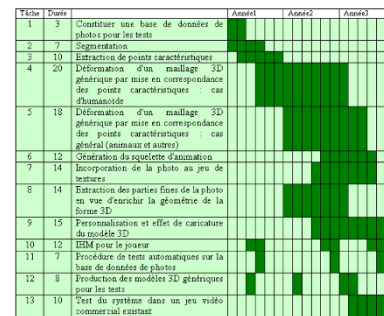 Tâche Durée Année1 Année2 Année3
1 3 Constituer une base de données de
photos pour les tests
2 7 Segmentation
3 10 Extraction de points caractéristiques
4 20 Déformation d'un maillage 3D
générique par mise en correspondance
des points caractéristiques : cas
d'humanoïde
5 18 Déformation d'un maillage 3D
générique par mise en correspondance
des points caractéristiques : cas
général (animaux et autres)
6 12 Génération du squelette d'animation
7 14 Incorporation de la photo au jeu de
textures
8 14 Extraction des parties fines de la photo
en vue d'enrichir la géométrie de la
forme 3D
9 15 Personnalisation et effet de caricature
du modèle 3D
10 12 IHM pour le joueur
11 7 Procédure de tests automatiques sur la
base de données de photos
12 8 Production des modèles 3D génériques
pour les tests
13 10 Test du système dans un jeu vidéo
commercial existant